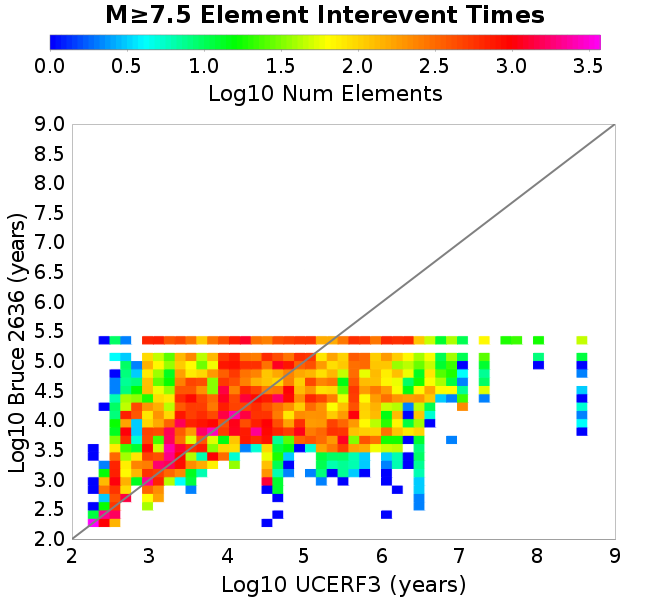 M≥7.5 Element Interevent Times
0.0 0.5 1.0 1.5 2.0 2.5 3.0 3.5
Log10 Num Elements
9.0
8.5
8.0
7.5
7.0
6.5
6.0
5.5
5.0
4.5
4.0
3.5
3.0
2.5
2.0
Log10 Bruce 2636 (years)
2 3 4 5 6 7 8 9
Log10 UCERF3 (years)